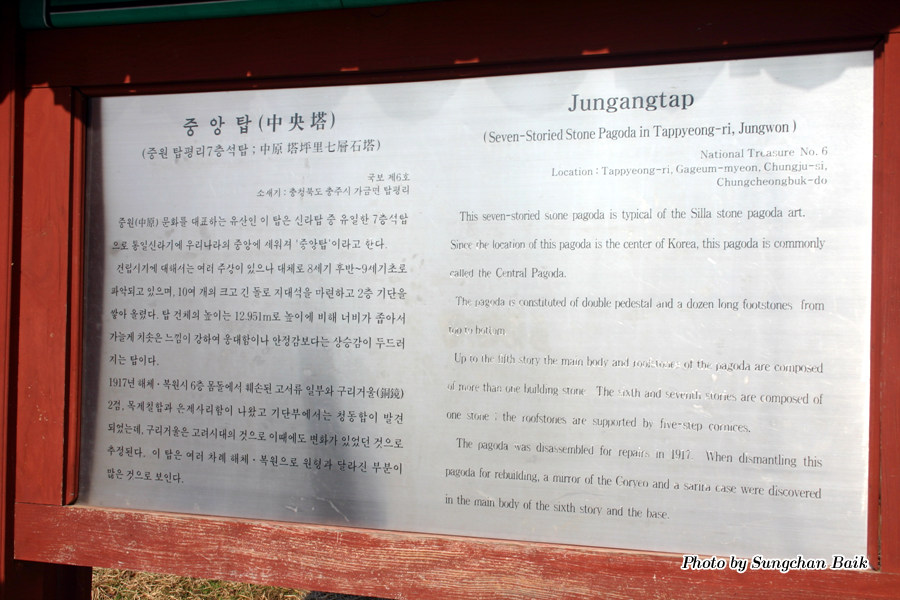 중 앙 탑 (中央塔)
(중원 탑평리7층석탑 ; 中原 塔坪里七層石塔)
국보 제6호
소재기 : 충청북도 충주시 가금면 탑평리
중원(中原) 문화를 대표하는 유산인 이 탑은 신라탑 중 유일한 7층석탑
으로 통일신라기에 우리나라의 중앙에 세워져 '중앙탑'이라고 한다.
건립시기에 대해서는 여러 주장이 있으나 대체로 8세기 후반~9세기초로
파악되고 있으며, 10여 개의 크고 긴 돌로 지대석을 마련하고 2층 기단을
쌓아 올렸다. 탑 전체의 높이는 12.951m로 높이에 비해 너비가 좁아서
가늘게 치솟은 느낌이 강하여 웅대함이나 안정감보다는 상승감이 두드러
지는 탑이다.
1917년 해체·복원시 6층 몸돌에서 훼손된 고서류 일부와 구리거울(銅鏡)
2점, 목제칠합과 은제사리함이 나왔고 기단부에서는 청동합이 발견
되었는데, 구리거울은 고려시대의 것으로 이때에도 변화가 있었던 것으로
추정된다. 이 탑은 여러 차례 해체·복원으로 원형과 달라진 부분이
많은 것으로 보인다.
Jungangtap
(Seven-Storied Stone Pagoda in Tappyeong-ri, Jungwon)
National Treasure No. 6
Location : Tappyeong-ri, Gageum-myeon, Chungju-si,
Chungcheongbuk-do
This seven-storied stone pagoda is typical of the Silla stone pagoda art.
Since the location of this pagoda is the center of Korea, this pagoda is commonly
called the Central Pagoda.
The pagoda is constituted of double pedestal and a dozen long footstones from
top to bottom
Up to the fifth story the main body and roofstones of the pagoda are composed
of more than one building stone The sixth and seventh stories are composed of
one stone ; the roofstones are supported by five-step cornices.
The pagoda was disassembled for repairs in 1917. When dismantling this
pagoda for rebuilding, a mirror of the Coryeo and a sarira case were discovered
in the main body of the sixth story and the base.
Photo by Sungchan Baik